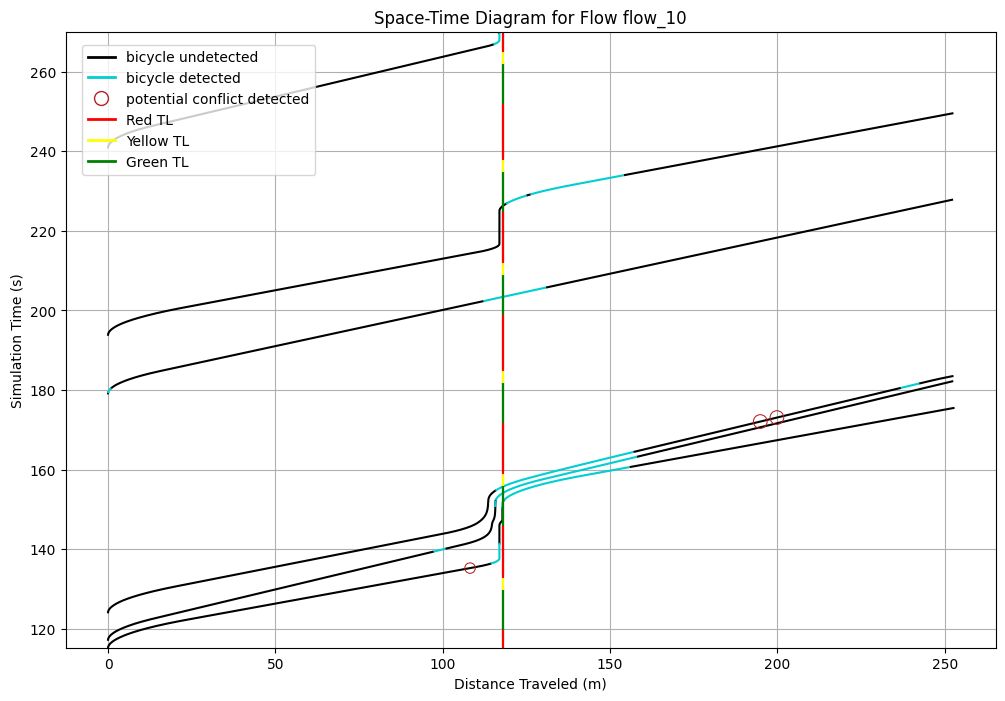 Space-Time Diagram for Flow flow_10
bicycle undetected
bicycle detected
potential conflict detected
Red TL
Yellow TL
Green TL
Simulation Time (s)
260
240
220
200
180
160
140
120
0 50 100 150 200 250
Distance Traveled (m)